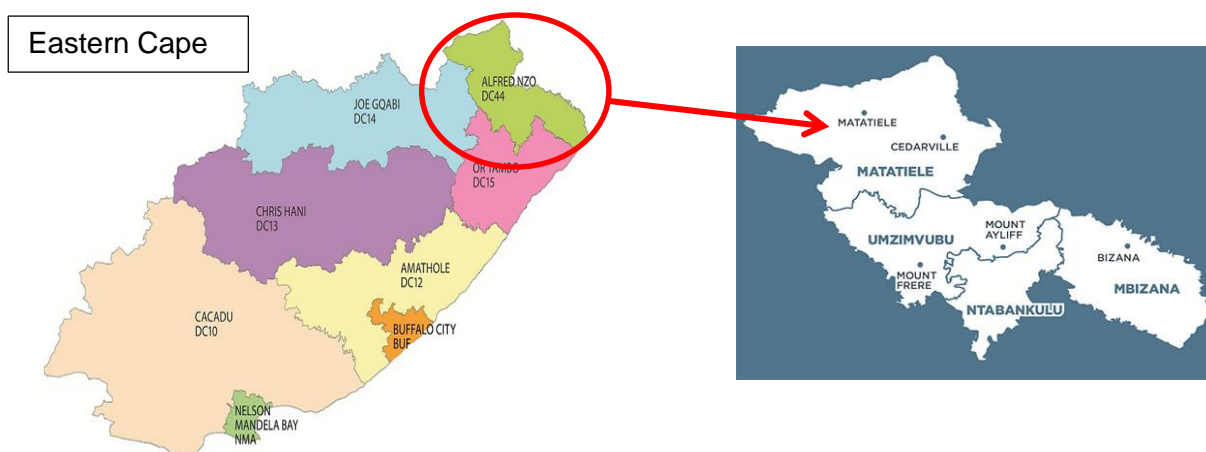 Eastern Cape
ALFRED NZO
DC44
JOE GQABI
DC14
OR TAMBO
DC15
CHRIS HANI
DC13
AMATHOLE
DC12
CACADU
DC10
BUFFALO CITY
BUF
NELSON
MANDELA BAY
NMA
MATATIELE
CEDARVILLE
MATATIELE
UMZIMVUBU
MOUNT
AYLIFF
MOUNT
FRERE
NTABANKULU
BIZANA
MBIZANA